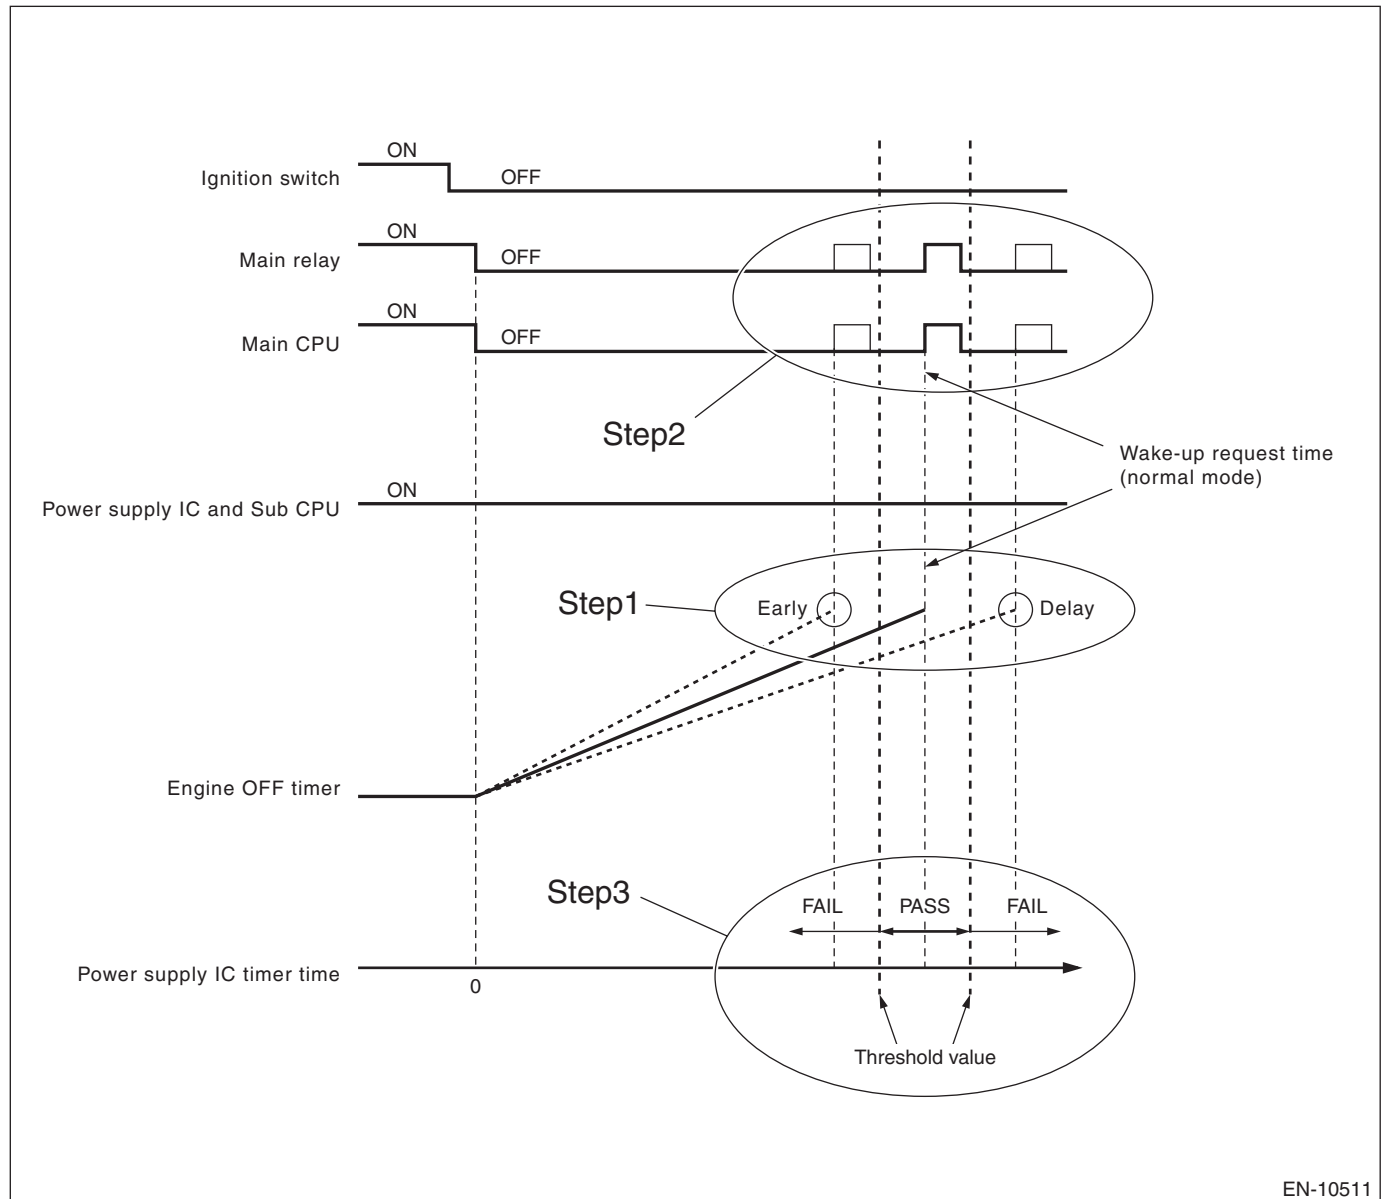 ON
Ignition switch
OFF
ON
Main relay
OFF
ON
Main CPU
OFF
Step2
Wake-up request time
(normal mode)
ON
Power supply IC and Sub CPU
Step1
Early
Delay
Engine OFF timer
Step3
FAIL
PASS
FAIL
Power supply IC timer time
0
Threshold value
EN-10511